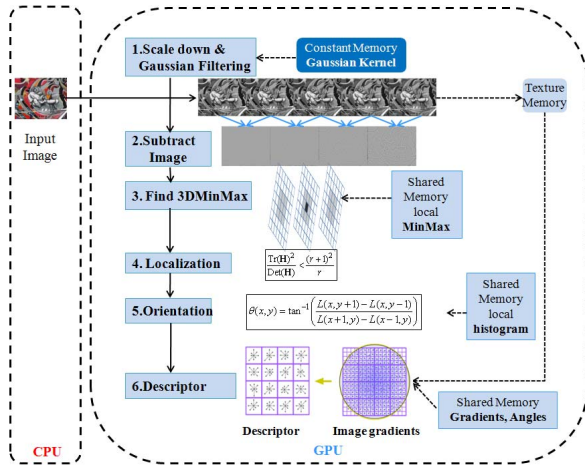 1.Scale down &
Gaussian Filtering
Constant Memory
Gaussian Kernel
Texture
Memory
Input
Image
2.Subtract
Image
3. Find 3DMinMax
Shared
Memory
local
MinMax
Tr(H)² / Det(H) < (r+1)² / r
4. Localization
5.Orientation
θ(x,y) = tan⁻¹( (L(x,y+1) − L(x,y−1)) / (L(x+1,y) − L(x−1,y)) )
Shared
Memory
local
histogram
6.Descriptor
Descriptor
Image gradients
Shared Memory
Gradients, Angles
CPU
GPU